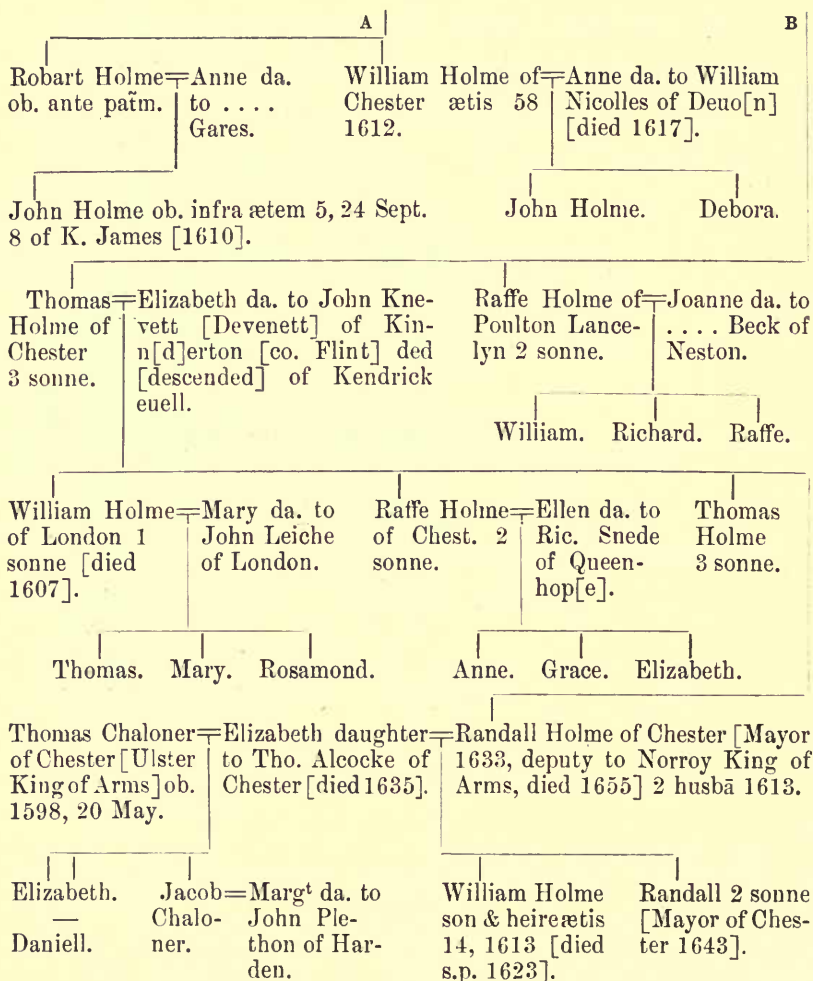 A B
Robart Holme=Anne da. William Holme of=Anne da. to William
ob. ante pat̃m. to .... Chester ætis 58 Nicolles of Deuo[n]
Gares. 1612. [died 1617].
John Holme ob. infra ætem 5, 24 Sept. John Holme. Debora.
8 of K. James [1610].
Thomas=Elizabeth da. to John Kne- Raffe Holme of=Joanne da. to
Holme of vett [Devenett] of Kin- Poulton Lance- .... Beck of
Chester n[d]erton [co. Flint] ded lyn 2 sonne. Neston.
3 sonne. [descended] of Kendrick
euell.
William. Richard. Raffe.
William Holme=Mary da. to Raffe Holme=Ellen da. to Thomas
of London 1 John Leiche of Chest. 2 Ric. Snede Holme
sonne [died of London. sonne. of Queen- 3 sonne.
1607]. hop[e].
Thomas. Mary. Rosamond. Anne. Grace. Elizabeth.
Thomas Chaloner=Elizabeth daughter=Randall Holme of Chester [Mayor
of Chester [Ulster to Tho. Alcocke of 1633, deputy to Norroy King of
King of Arms] ob. Chester [died 1635]. Arms, died 1655] 2 husbā 1613.
1598, 20 May.
Elizabeth. Jacob=Margᵗ da. to William Holme Randall 2 sonne
— Chalo- John Ple- son & heire ætis [Mayor of Ches-
Daniell. ner. thon of Har- 14, 1613 [died ter 1643].
den. s.p. 1623].